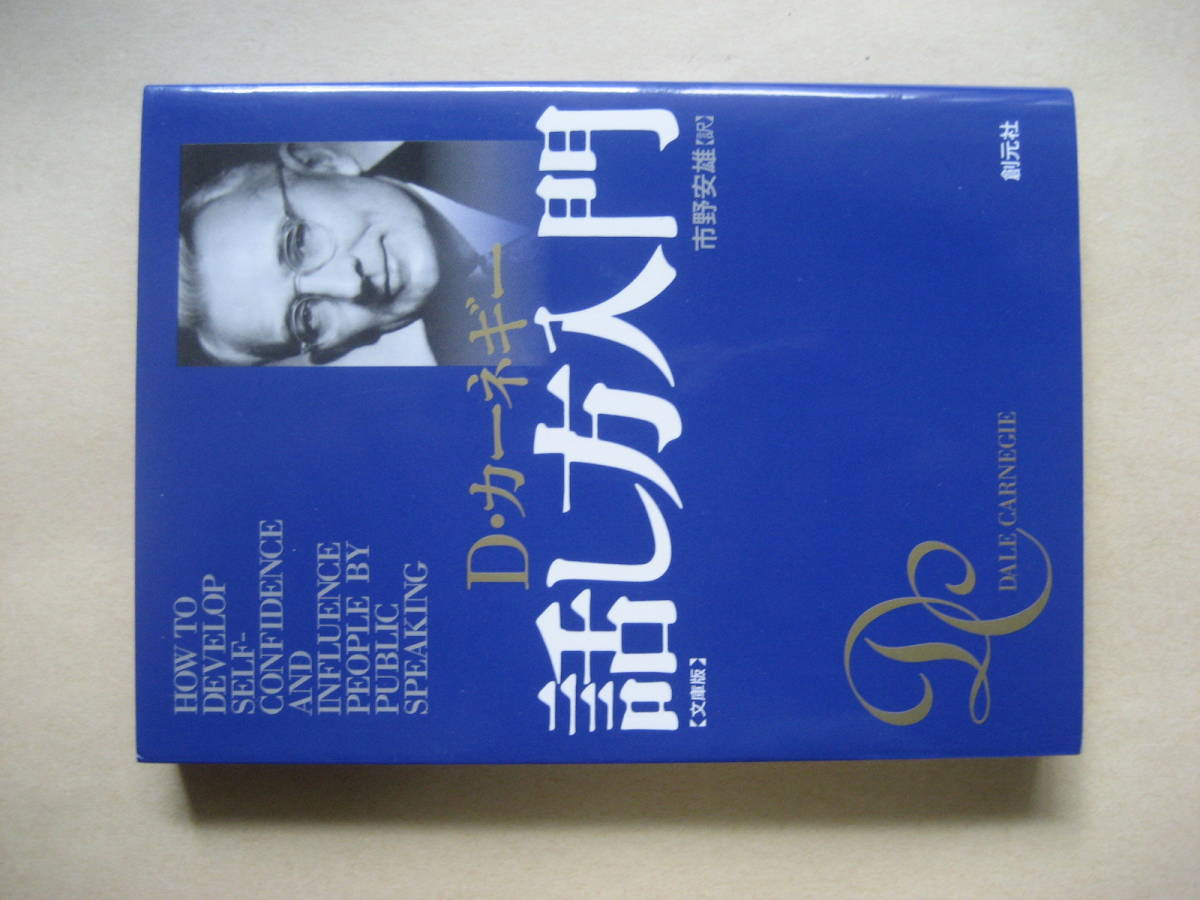 HOW TO
DEVELOP
SELF-
CONFIDENCE
AND
INFLUENCE
PEOPLE BY
PUBLIC
SPEAKING
D・カーネギー
話し方入門
【文庫版】
市野安雄【訳】
DC
DALE CARNEGIE
創元社